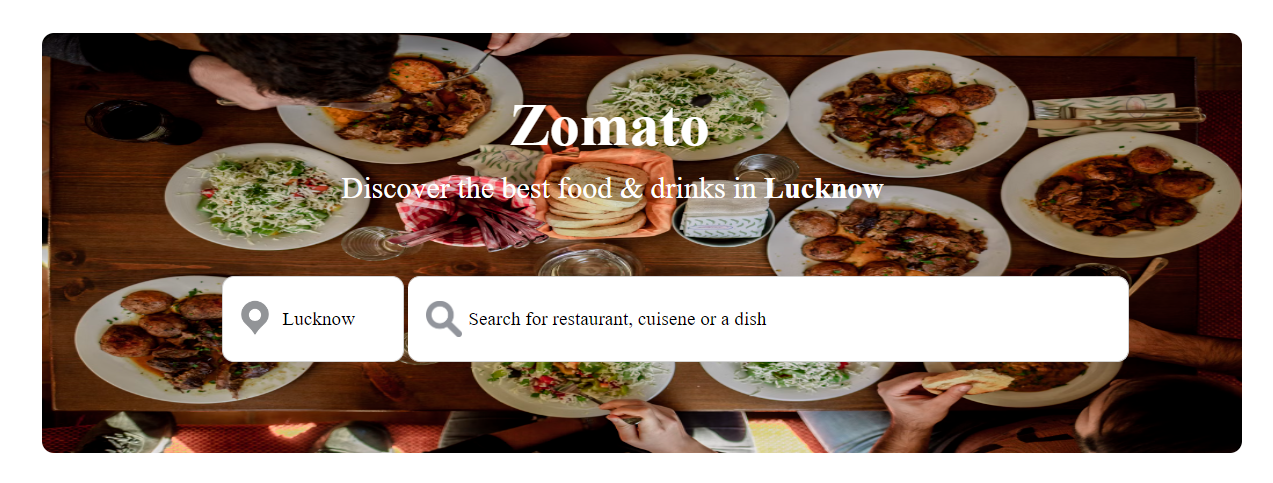 Zomato
Discover the best food & drinks in Lucknow
Lucknow
Search for restaurant, cuisene or a dish